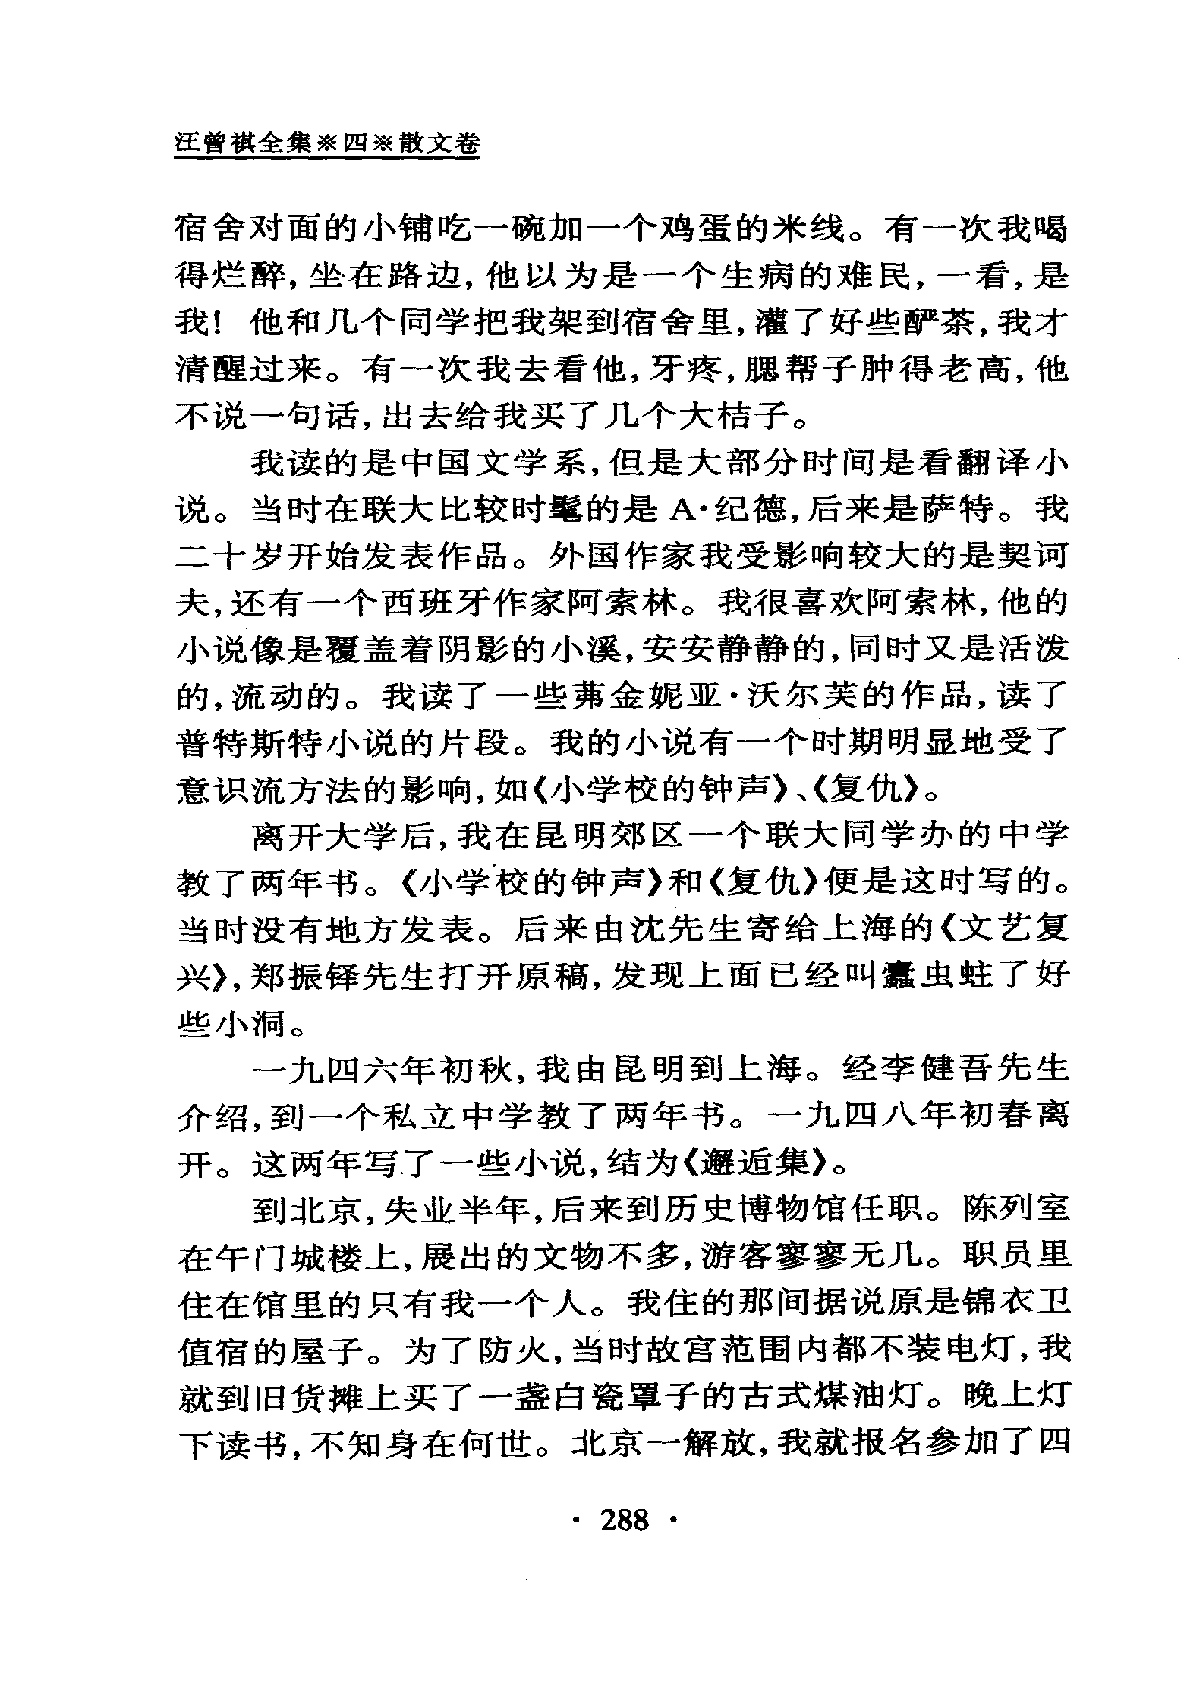 汪曾祺全集※四※散文卷
宿舍对面的小铺吃一碗加一个鸡蛋的米线。有一次我喝
得烂醉,坐在路边,他以为是一个生病的难民,一看,是
我!他和几个同学把我架到宿舍里,灌了好些酽茶,我才
清醒过来。有一次我去看他,牙疼,腮帮子肿得老高,他
不说一句话,出去给我买了几个大桔子。
我读的是中国文学系,但是大部分时间是看翻译小
说。当时在联大比较时髦的是 A·纪德,后来是萨特。我
二十岁开始发表作品。外国作家我受影响较大的是契诃
夫,还有一个西班牙作家阿索林。我很喜欢阿索林,他的
小说像是覆盖着阴影的小溪,安安静静的,同时又是活泼
的,流动的。我读了一些茀金妮亚·沃尔芙的作品,读了
普特斯特小说的片段。我的小说有一个时期明显地受了
意识流方法的影响,如《小学校的钟声》、《复仇》。
离开大学后,我在昆明郊区一个联大同学办的中学
教了两年书。《小学校的钟声》和《复仇》便是这时写的。
当时没有地方发表。后来由沈先生寄给上海的《文艺复
兴》,郑振铎先生打开原稿,发现上面已经叫蠹虫蛀了好
些小洞。
一九四六年初秋,我由昆明到上海。经李健吾先生
介绍,到一个私立中学教了两年书。一九四八年初春离
开。这两年写了一些小说,结为《邂逅集》。
到北京,失业半年,后来到历史博物馆任职。陈列室
在午门城楼上,展出的文物不多,游客寥寥无几。职员里
住在馆里的只有我一个人。我住的那间据说原是锦衣卫
值宿的屋子。为了防火,当时故宫范围内都不装电灯,我
就到旧货摊上买了一盏白瓷罩子的古式煤油灯。晚上灯
下读书,不知身在何世。北京一解放,我就报名参加了四
· 288 ·